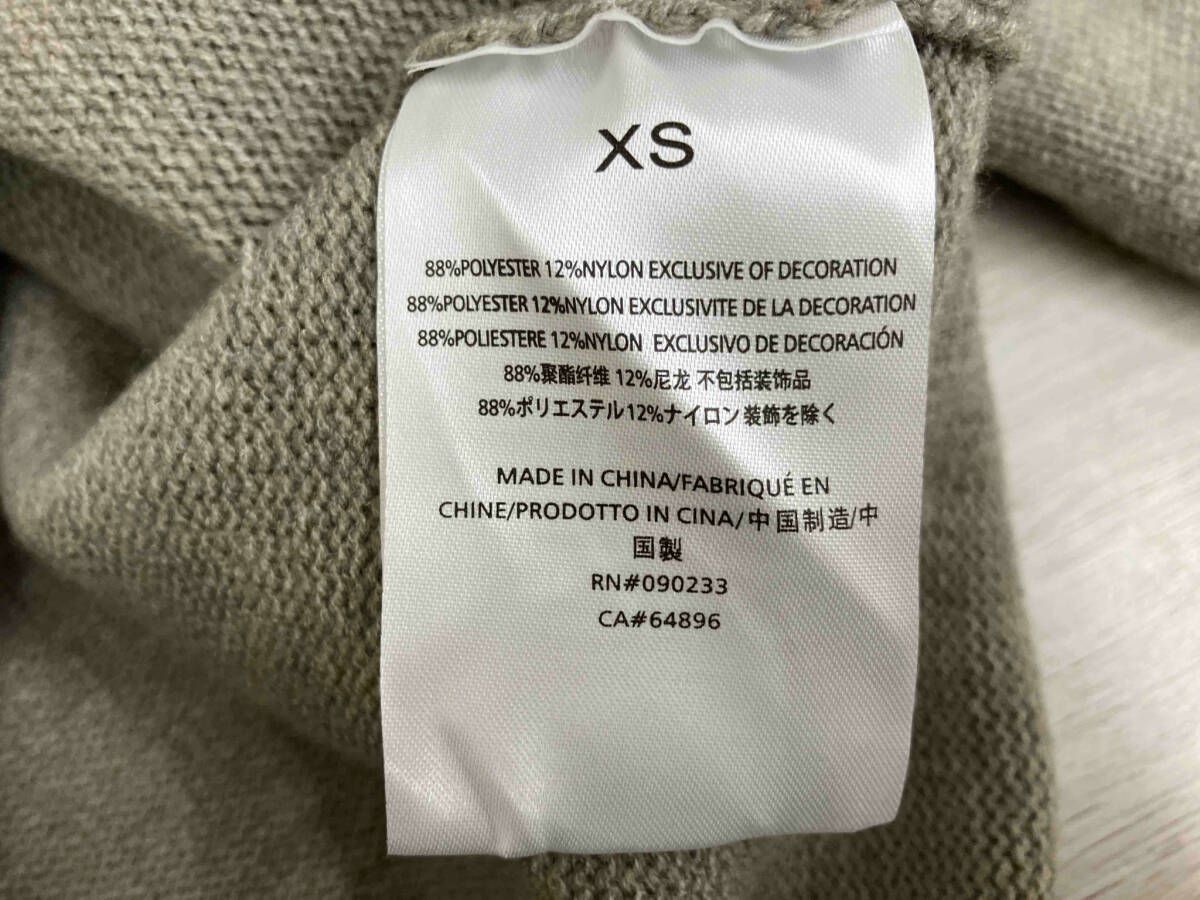 XS
88%POLYESTER 12%NYLON EXCLUSIVE OF DECORATION
88%POLYESTER 12%NYLON EXCLUSIVITE DE LA DECORATION
88%POLIESTERE 12%NYLON EXCLUSIVO DE DECORACIÓN
88%聚酯纤维 12%尼龙 不包括装饰品
88%ポリエステル12%ナイロン 装飾を除く
MADE IN CHINA/FABRIQUÉ EN
CHINE/PRODOTTO IN CINA/中国制造/中
国製
RN#090233
CA#64896